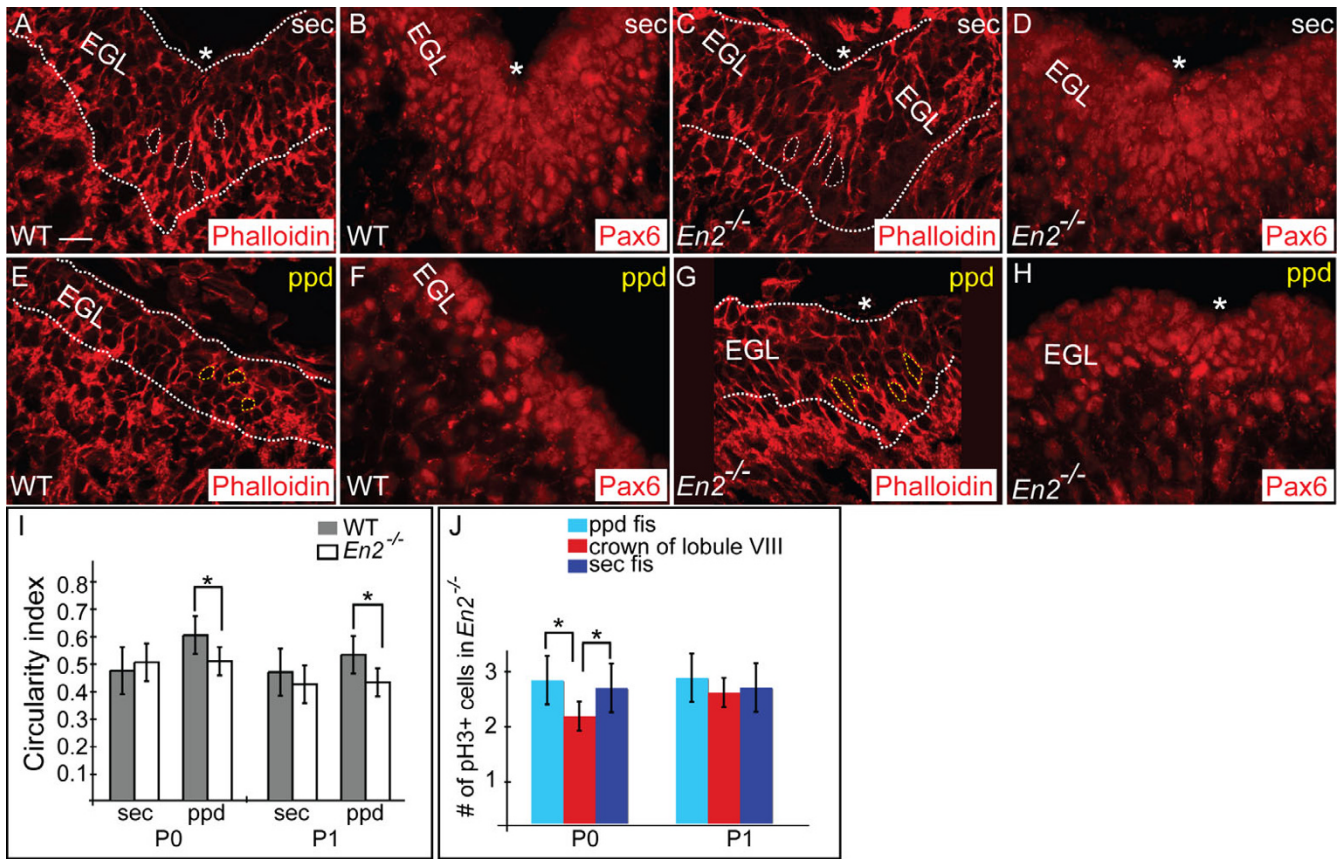 A
sec
EGL
*
WT
Phalloidin
B
sec
EGL
*
WT
Pax6
C
sec
*
EGL
En2-/-
Phalloidin
D
sec
EGL
*
En2-/-
Pax6
E
ppd
EGL
WT
Phalloidin
F
ppd
EGL
WT
Pax6
G
ppd
*
EGL
En2-/-
Phalloidin
H
ppd
*
EGL
En2-/-
Pax6
I
WT
En2-/-
Circularity index
0.8
0.7
0.6
0.5
0.4
0.3
0.2
0.1
*
*
sec ppd sec ppd
P0 P1
J
ppd fis
crown of lobule VIII
sec fis
# of pH3+ cells in En2-/-
3
2
1
* *
P0 P1